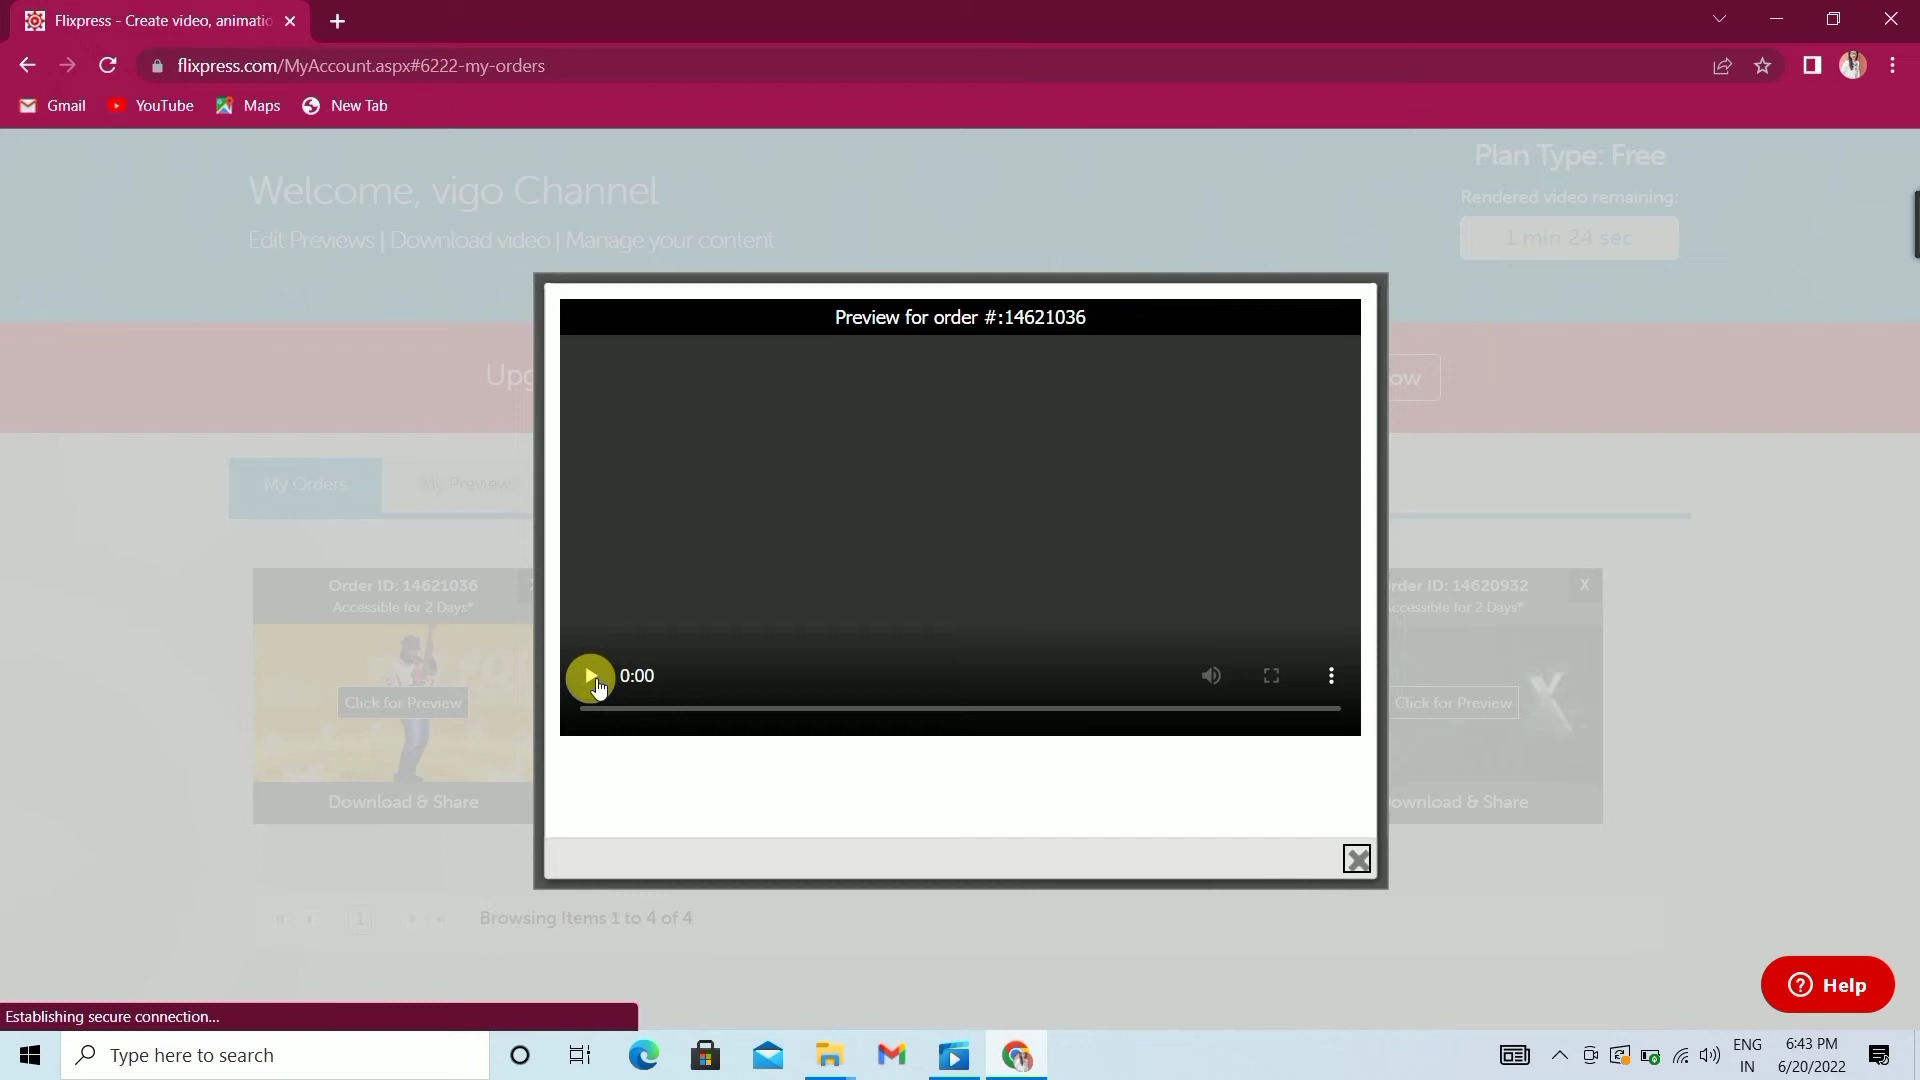 Flixpress - Create video, animatio
flixpress.com/MyAccount.aspx#6222-my-orders
Gmail YouTube Maps New Tab
Plan Type: Free
Welcome, vigo Channel
Rendered video remaining:
Edit Previews | Download video | Manage your content
1 min 24 sec
Preview for order #:14621036
Upg
ow
My Orders My Preview
Order ID: 14621036
Accessible for 2 Days*
rder ID: 14620932 X
ccessible for 2 Days*
0:00
Click for Preview
Click for Preview
Download & Share
ownload & Share
1 Browsing Items 1 to 4 of 4
? Help
Establishing secure connection...
Type here to search
ENG
IN
6:43 PM
6/20/2022